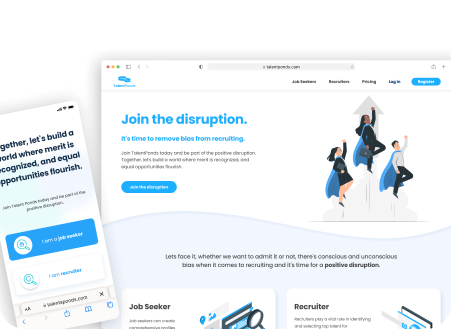 talentponds.com
TalentPonds
Job Seekers Recruiters Pricing Log in Register
Join the disruption.
It's time to remove bias from recruiting.
Join TalentPonds today and be part of the positive disruption.
Together, let's build a world where merit is recognized, and
equal opportunities flourish.
Join the disruption
Lets face it, whether we want to admit it or not, there's conscious and unconscious
bias when it comes to recruiting and it's time for a positive disruption.
Job Seeker
Job seekers can create
comprehensive profiles
Recruiter
Recruiters play a vital role in identifying
and selecting top talent for
ogether, let's build a
world where merit is
recognized, and equal
opportunities flourish.
Join Talent Ponds today and be part of the
positive disruption.
I am a job seeker
I am recruiter
AA talentsponds.com